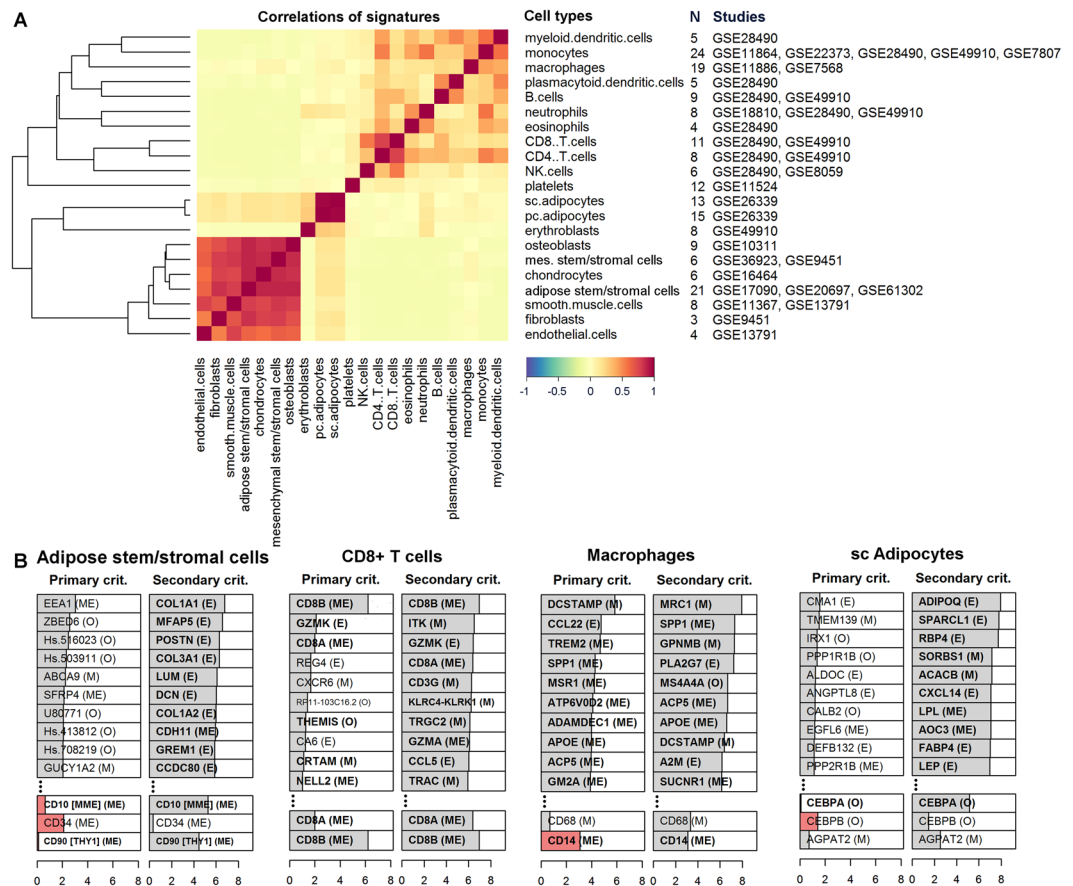 A
Correlations of signatures
Cell types N Studies
myeloid.dendritic.cells 5 GSE28490
monocytes 24 GSE11864, GSE22373, GSE28490, GSE49910, GSE7807
macrophages 19 GSE11886, GSE7568
plasmacytoid.dendritic.cells 5 GSE28490
B.cells 9 GSE28490, GSE49910
neutrophils 8 GSE18810, GSE28490, GSE49910
eosinophils 4 GSE28490
CD8..T.cells 11 GSE28490, GSE49910
CD4..T.cells 8 GSE28490, GSE49910
NK.cells 6 GSE28490, GSE8059
platelets 12 GSE11524
sc.adipocytes 13 GSE26339
pc.adipocytes 15 GSE26339
erythroblasts 8 GSE49910
osteoblasts 9 GSE10311
mes. stem/stromal cells 6 GSE36923, GSE9451
chondrocytes 6 GSE16464
adipose stem/stromal cells 21 GSE17090, GSE20697, GSE61302
smooth.muscle.cells 8 GSE11367, GSE13791
fibroblasts 3 GSE9451
endothelial.cells 4 GSE13791
endothelial.cells
fibroblasts
smooth.muscle.cells
adipose stem/stromal cells
chondrocytes
mesenchymal stem/stromal cells
osteoblasts
erythroblasts
pc.adipocytes
sc.adipocytes
platelets
NK.cells
CD4..T.cells
CD8..T.cells
eosinophils
neutrophils
B.cells
plasmacytoid.dendritic.cells
macrophages
monocytes
myeloid.dendritic.cells
-1 -0.5 0 0.5 1
B
Adipose stem/stromal cells
Primary crit. Secondary crit.
EEA1 (ME) COL1A1 (E)
ZBED6 (O) MFAP5 (E)
Hs.516023 (O) POSTN (E)
Hs.503911 (O) COL3A1 (E)
ABCA9 (M) LUM (E)
SFRP4 (ME) DCN (E)
U80771 (O) COL1A2 (E)
Hs.413812 (O) CDH11 (ME)
Hs.708219 (O) GREM1 (E)
GUCY1A2 (M) CCDC80 (E)
CD10 [MME] (ME) CD10 [MME] (ME)
CD34 (ME) CD34 (ME)
CD90 [THY1] (ME) CD90 [THY1] (ME)
0 2 4 6 8 0 2 4 6 8
CD8+ T cells
Primary crit. Secondary crit.
CD8B (ME) CD8B (ME)
GZMK (E) ITK (M)
CD8A (ME) GZMK (E)
REG4 (E) CD8A (ME)
CXCR6 (M) CD3G (M)
RP11-103C16.2 (O) KLRC4-KLRK1 (M)
THEMIS (O) TRGC2 (M)
CA6 (E) GZMA (ME)
CRTAM (M) CCL5 (E)
NELL2 (ME) TRAC (M)
CD8A (ME) CD8A (ME)
CD8B (ME) CD8B (ME)
0 2 4 6 8 0 2 4 6 8
Macrophages
Primary crit. Secondary crit.
DCSTAMP (M) MRC1 (M)
CCL22 (E) SPP1 (ME)
TREM2 (ME) GPNMB (M)
SPP1 (ME) PLA2G7 (E)
MSR1 (ME) MS4A4A (O)
ATP6V0D2 (ME) ACP5 (ME)
ADAMDEC1 (ME) APOE (ME)
APOE (ME) DCSTAMP (M)
ACP5 (ME) A2M (E)
GM2A (ME) SUCNR1 (ME)
CD68 (M) CD68 (M)
CD14 (ME) CD14 (ME)
0 2 4 6 8 0 2 4 6 8
sc Adipocytes
Primary crit. Secondary crit.
CMA1 (E) ADIPOQ (E)
TMEM139 (M) SPARCL1 (E)
IRX1 (O) RBP4 (E)
PPP1R1B (O) SORBS1 (M)
ALDOC (E) ACACB (M)
ANGPTL8 (E) CXCL14 (E)
CALB2 (O) LPL (ME)
EGFL6 (ME) AOC3 (ME)
DEFB132 (E) FABP4 (E)
PPP2R1B (ME) LEP (E)
CEBPA (O) CEBPA (O)
CEBPB (O) CEBPB (O)
AGPAT2 (M) AGPAT2 (M)
0 2 4 6 8 0 2 4 6 8